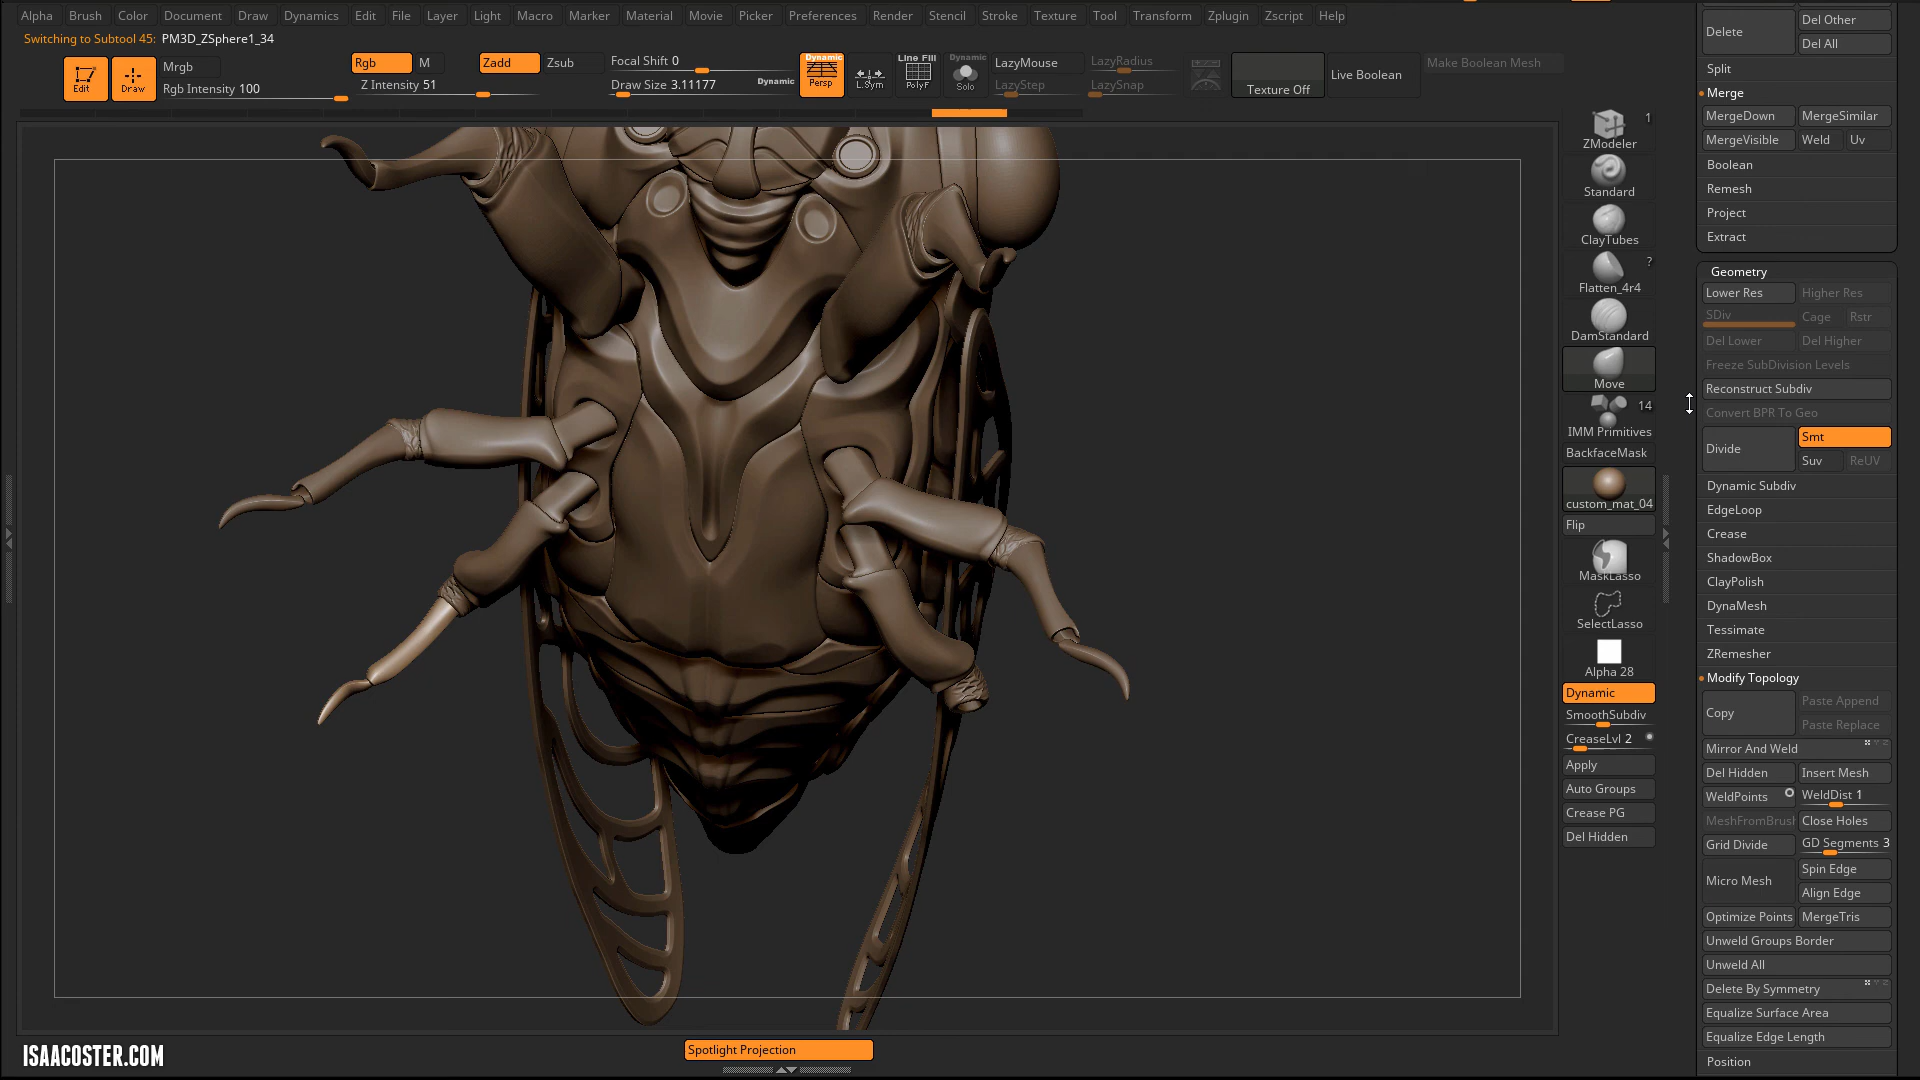 Alpha Brush Color Document Draw Dynamics Edit File Layer Light Macro Marker Material Movie Picker Preferences Render Stencil Stroke Texture Tool Transform Zplugin Zscript Help
Switching to Subtool 45: PM3D_ZSphere1_34
Edit
Draw
Mrgb
Rgb Intensity 100
Rgb M
Zadd Zsub
Z Intensity 51
Focal Shift 0
Draw Size 3.11177
Dynamic
Dynamic
Persp
L.Sym
Line Fill
PolyF
Dynamic
Solo
LazyMouse
LazyStep
LazyRadius
LazySnap
Texture Off
Live Boolean
Make Boolean Mesh
1
ZModeler
Standard
ClayTubes
?
Flatten_4r4
DamStandard
Move
14
IMM Primitives
BackfaceMask
custom_mat_04
Flip
MaskLasso
SelectLasso
Alpha 28
Dynamic
SmoothSubdiv
CreaseLvl 2
Apply
Auto Groups
Crease PG
Del Hidden
Delete
Del Other
Del All
Split
Merge
MergeDown MergeSimilar
MergeVisible Weld Uv
Boolean
Remesh
Project
Extract
Geometry
Lower Res Higher Res
SDiv Cage Rstr
Del Lower Del Higher
Freeze SubDivision Levels
Reconstruct Subdiv
Convert BPR To Geo
Divide
Smt
Suv ReUV
Dynamic Subdiv
EdgeLoop
Crease
ShadowBox
ClayPolish
DynaMesh
Tessimate
ZRemesher
Modify Topology
Copy
Paste Append
Paste Replace
Mirror And Weld
Del Hidden Insert Mesh
WeldPoints WeldDist 1
MeshFromBrush Close Holes
Grid Divide GD Segments 3
Micro Mesh
Spin Edge
Align Edge
Optimize Points MergeTris
Unweld Groups Border
Unweld All
Delete By Symmetry
Equalize Surface Area
Equalize Edge Length
Position
ISAACOSTER.COM
Spotlight Projection